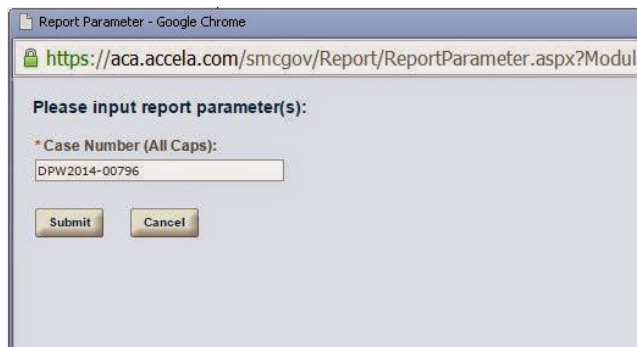 Report Parameter - Google Chrome
https://aca.accela.com/smcgov/Report/ReportParameter.aspx?Modul
Please input report parameter(s):
*Case Number (All Caps):
DPW2014-00796
Submit Cancel